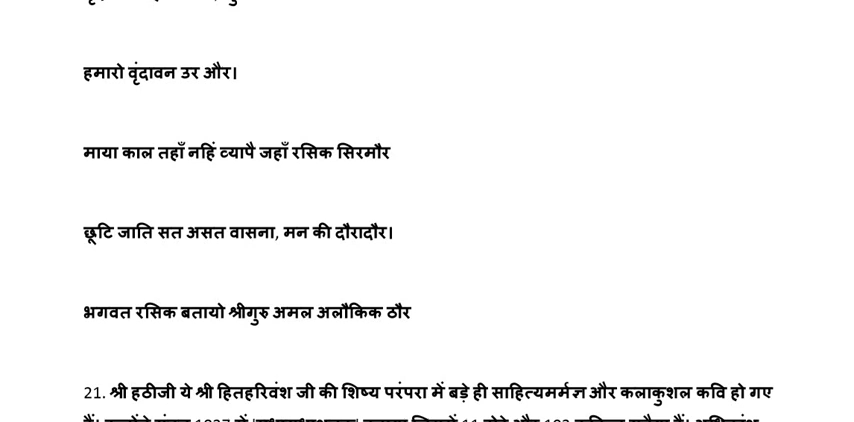 हमारो वृंदावन उर और।
माया काल तहाँ नहिं व्यापै जहाँ रसिक सिरमौर
छूटि जाति सत असत वासना, मन की दौरादौर।
भगवत रसिक बतायो श्रीगुरु अमल अलौकिक ठौर
21. श्री हठीजी ये श्री हितहरिवंश जी की शिष्य परंपरा में बड़े ही साहित्यमर्मज्ञ और कलाकुशल कवि हो गए